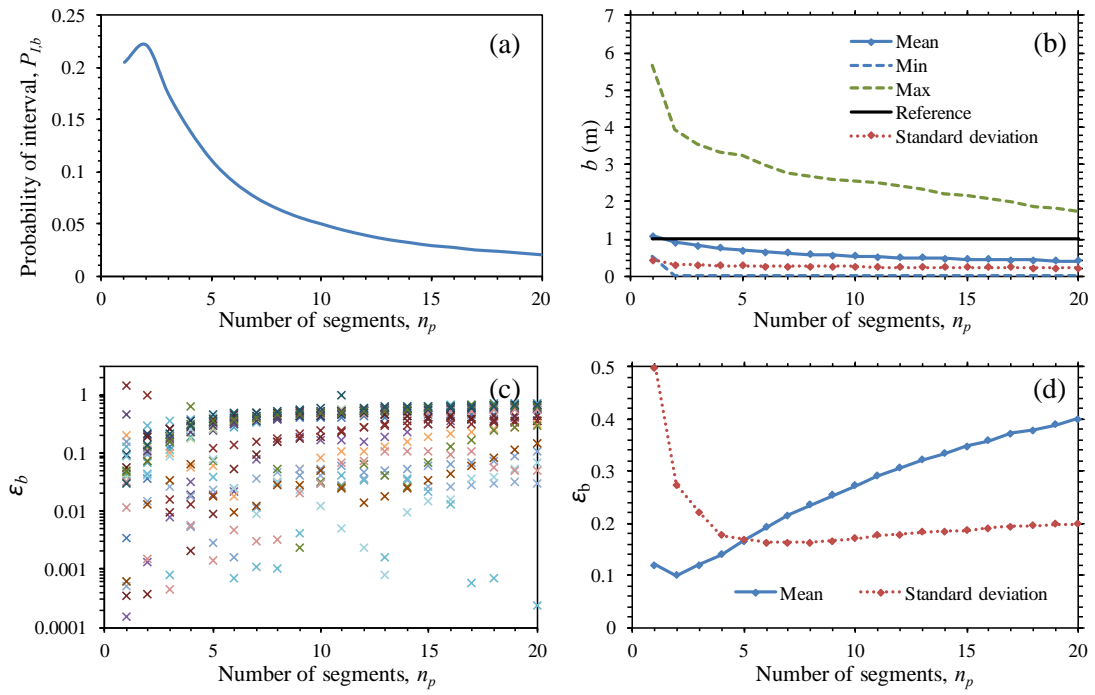 (a)
Probability of interval, P_{I,b}
0.25
0.2
0.15
0.1
0.05
0
0
5
10
15
20
Number of segments, n_p
(b)
b (m)
7
6
5
4
3
2
1
0
Mean
Min
Max
Reference
Standard deviation
0
5
10
15
20
Number of segments, n_p
(c)
ε_b
1
0.1
0.01
0.001
0.0001
0
5
10
15
20
Number of segments, n_p
(d)
ε_b
0.5
0.4
0.3
0.2
0.1
0
Mean
Standard deviation
0
5
10
15
20
Number of segments, n_p